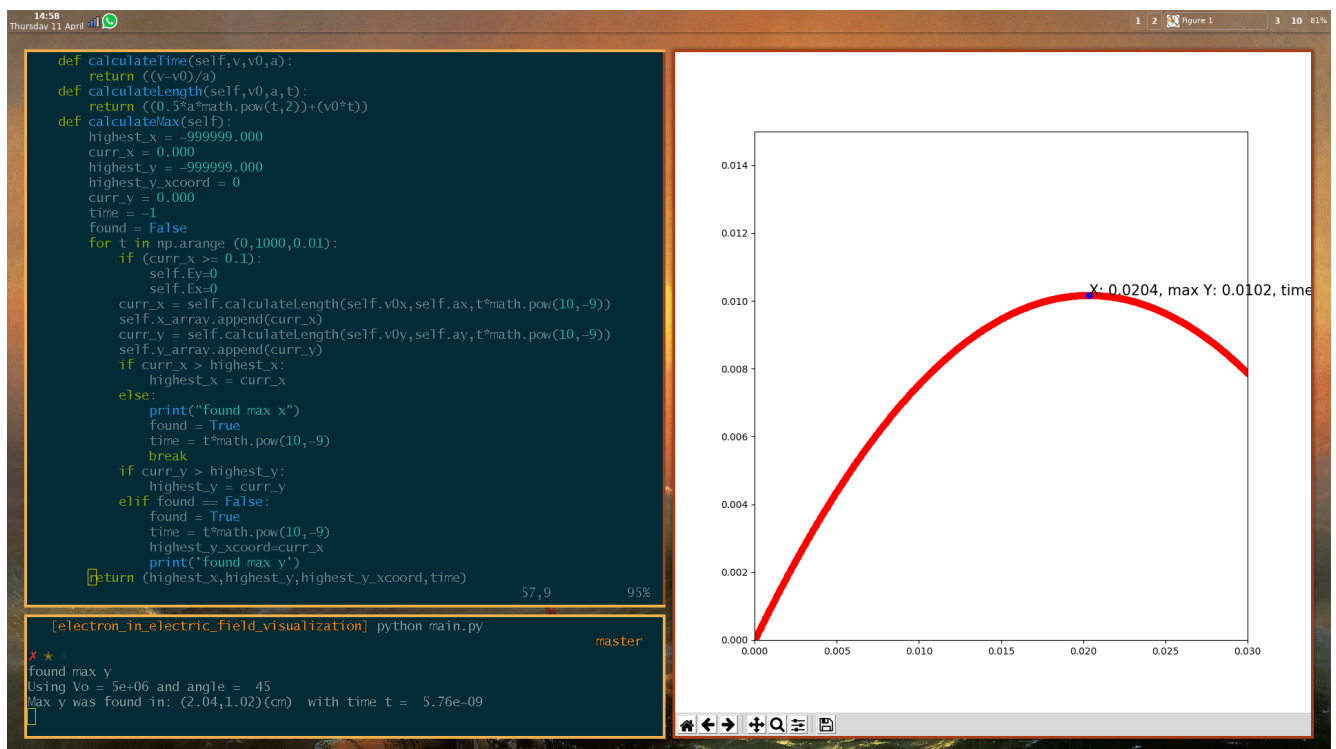 14:58
Thursday 11 April
1 2 Figure 1 3 10 81%
def calculateTime(self,v,v0,a):
return ((v-v0)/a)
def calculateLength(self,v0,a,t):
return ((0.5*a*math.pow(t,2))+(v0*t))
def calculateMax(self):
highest_x = -999999.000
curr_x = 0.000
highest_y = -999999.000
highest_y_xcoord = 0
curr_y = 0.000
time = -1
found = False
for t in np.arange (0,1000,0.01):
if (curr_x >= 0.1):
self.Ey=0
self.Ex=0
curr_x = self.calculateLength(self.v0x,self.ax,t*math.pow(10,-9))
self.x_array.append(curr_x)
curr_y = self.calculateLength(self.v0y,self.ay,t*math.pow(10,-9))
self.y_array.append(curr_y)
if curr_x > highest_x:
highest_x = curr_x
else:
print("found max x")
found = True
time = t*math.pow(10,-9)
break
if curr_y > highest_y:
highest_y = curr_y
elif found == False:
found = True
time = t*math.pow(10,-9)
highest_y_xcoord=curr_x
print('found max y')
return (highest_x,highest_y,highest_y_xcoord,time)
57,9 95%
[electron_in_electric_field_visualization] python main.py
master
found max y
Using Vo = 5e+06 and angle = 45
Max y was found in: (2.04,1.02)(cm) with time t = 5.76e-09
0.014
0.012
X: 0.0204, max Y: 0.0102, time
0.010
0.008
0.006
0.004
0.002
0.000
0.000 0.005 0.010 0.015 0.020 0.025 0.030